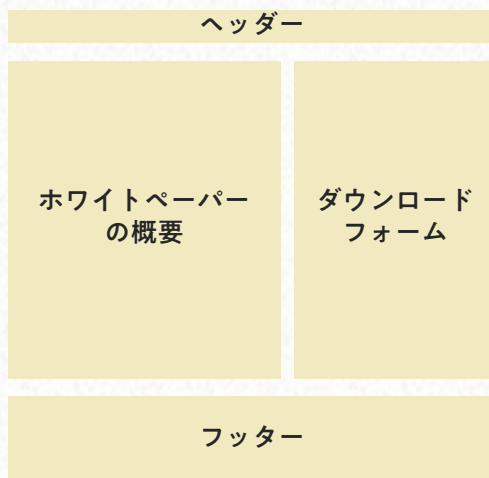 ヘッダー
ホワイトペーパー
の概要
ダウンロード
フォーム
フッター